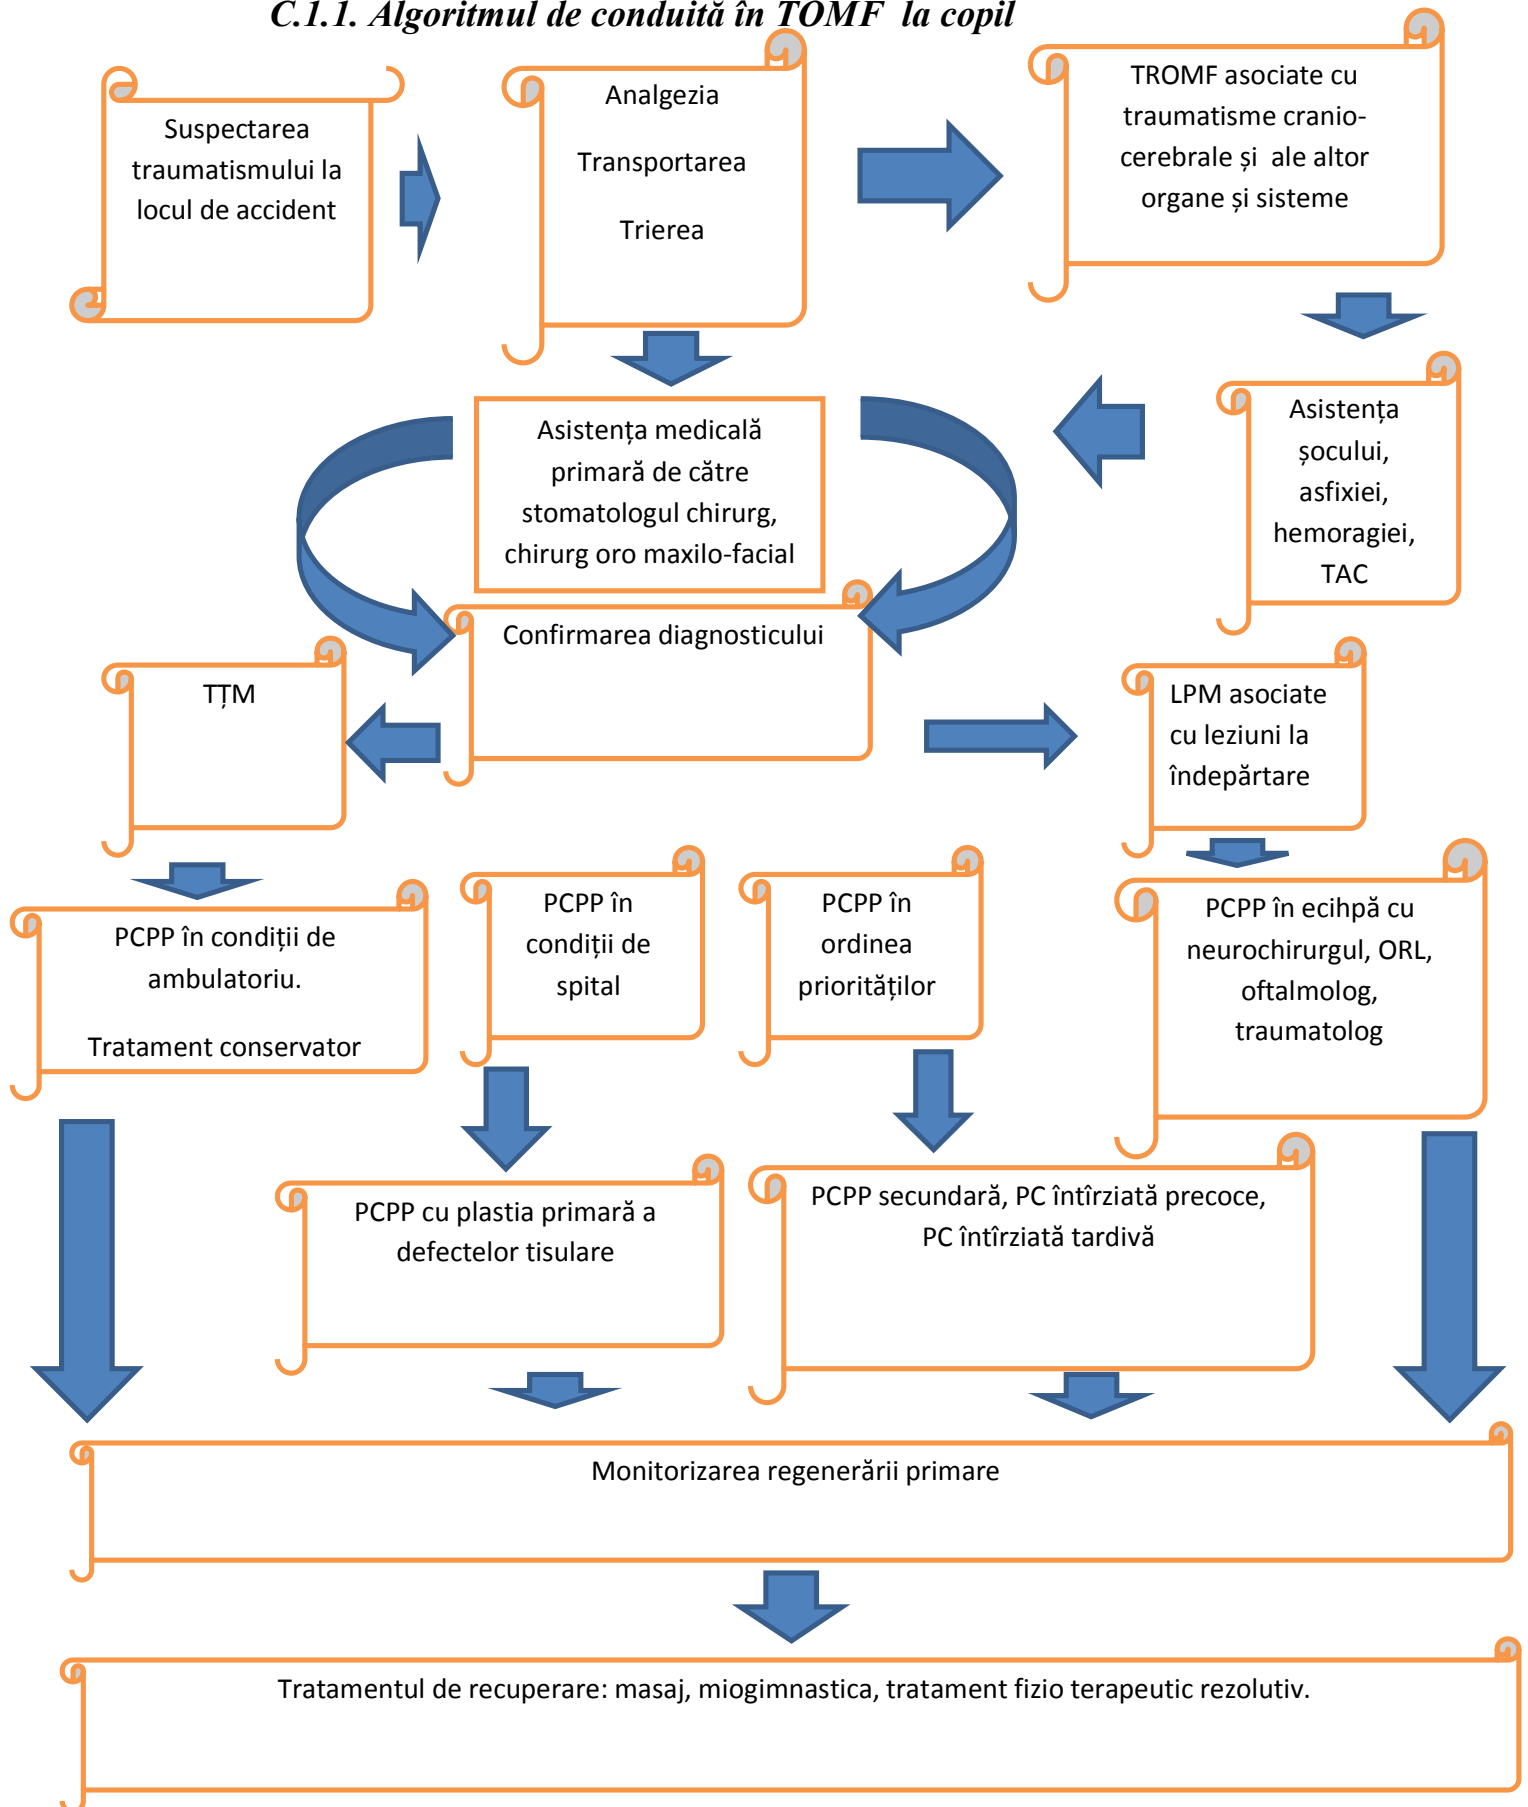 C.1.1. Algoritmul de conduită în TOMF la copil
Suspectarea
traumatismului la
locul de accident
Analgezia
Transportarea
Trierea
TROMF asociate cu
traumatisme cranio-
cerebrale și ale altor
organe și sisteme
Asistența medicală
primară de către
stomatologul chirurg,
chirurg oro maxilo-facial
Asistența
șocului,
asfixiei,
hemoragiei,
TAC
Confirmarea diagnosticului
TȚM
LPM asociate
cu leziuni la
îndepărtare
PCPP în condiții de
ambulatoriu.
Tratament conservator
PCPP în
condiții de
spital
PCPP în
ordinea
priorităților
PCPP în ecihpă cu
neurochirurgul, ORL,
oftalmolog,
traumatolog
PCPP cu plastia primară a
defectelor tisulare
PCPP secundară, PC întîrziată precoce,
PC întîrziată tardivă
Monitorizarea regenerării primare
Tratamentul de recuperare: masaj, miogimnastica, tratament fizio terapeutic rezolutiv.